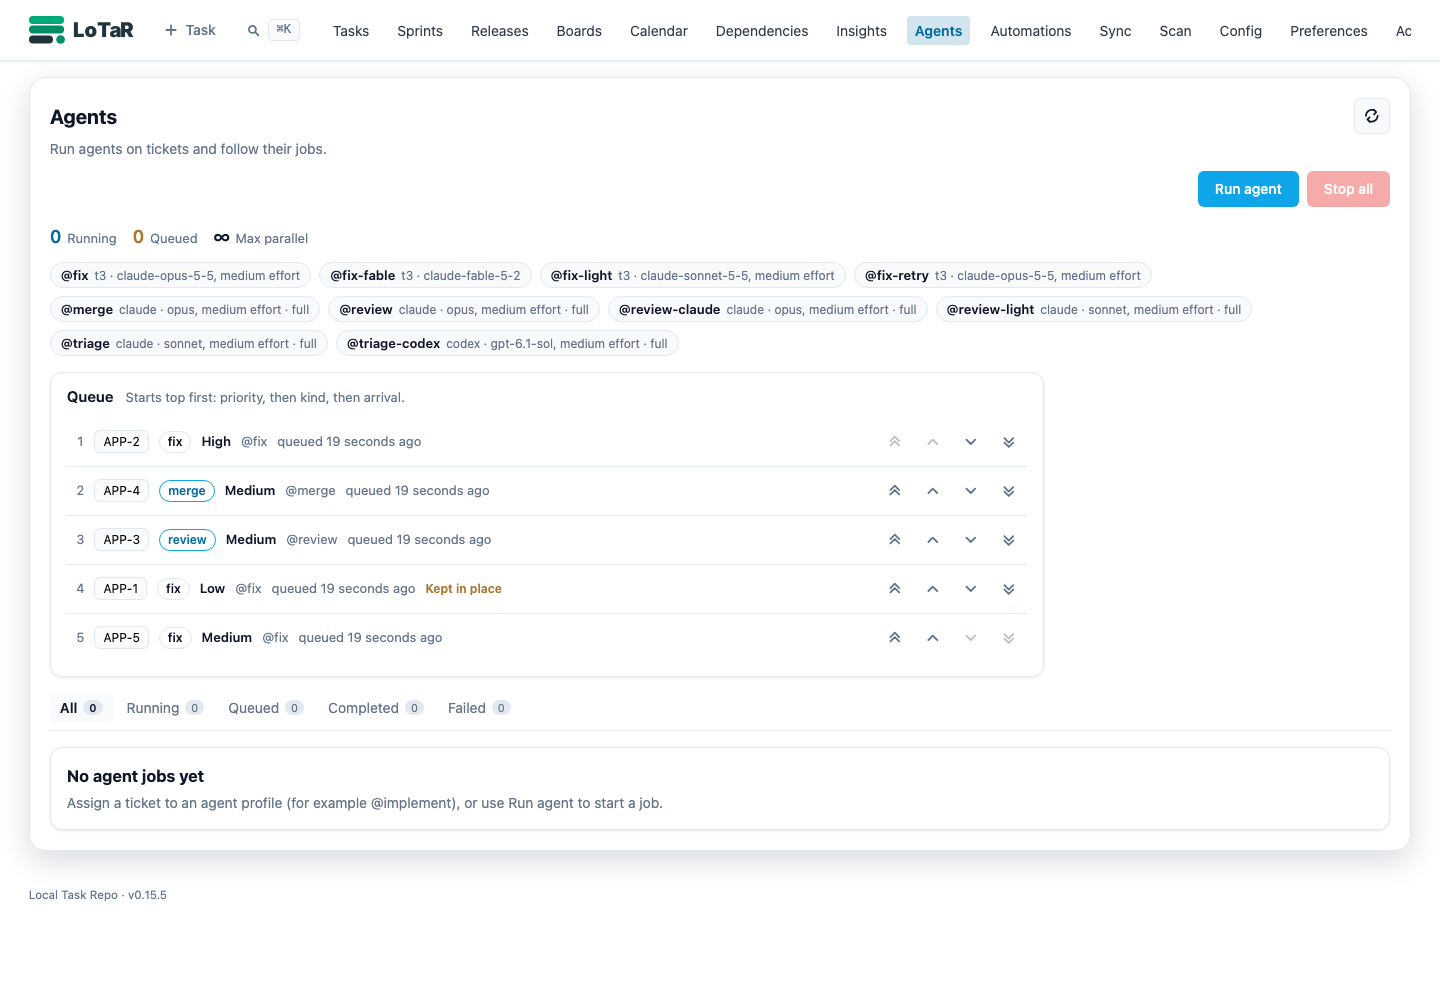 LoTaR + Task ⌘K Tasks Sprints Releases Boards Calendar Dependencies Insights Agents Automations Sync Scan Config Preferences Ac
Agents
Run agents on tickets and follow their jobs.
Run agent Stop all
0 Running 0 Queued ∞ Max parallel
@fix t3 · claude-opus-5-5, medium effort @fix-fable t3 · claude-fable-5-2 @fix-light t3 · claude-sonnet-5-5, medium effort @fix-retry t3 · claude-opus-5-5, medium effort
@merge claude · opus, medium effort · full @review claude · opus, medium effort · full @review-claude claude · opus, medium effort · full @review-light claude · sonnet, medium effort · full
@triage claude · sonnet, medium effort · full @triage-codex codex · gpt-6.1-sol, medium effort · full
Queue Starts top first: priority, then kind, then arrival.
1 APP-2 fix High @fix queued 19 seconds ago
2 APP-4 merge Medium @merge queued 19 seconds ago
3 APP-3 review Medium @review queued 19 seconds ago
4 APP-1 fix Low @fix queued 19 seconds ago Kept in place
5 APP-5 fix Medium @fix queued 19 seconds ago
All 0 Running 0 Queued 0 Completed 0 Failed 0
No agent jobs yet
Assign a ticket to an agent profile (for example @implement), or use Run agent to start a job.
Local Task Repo · v0.15.5